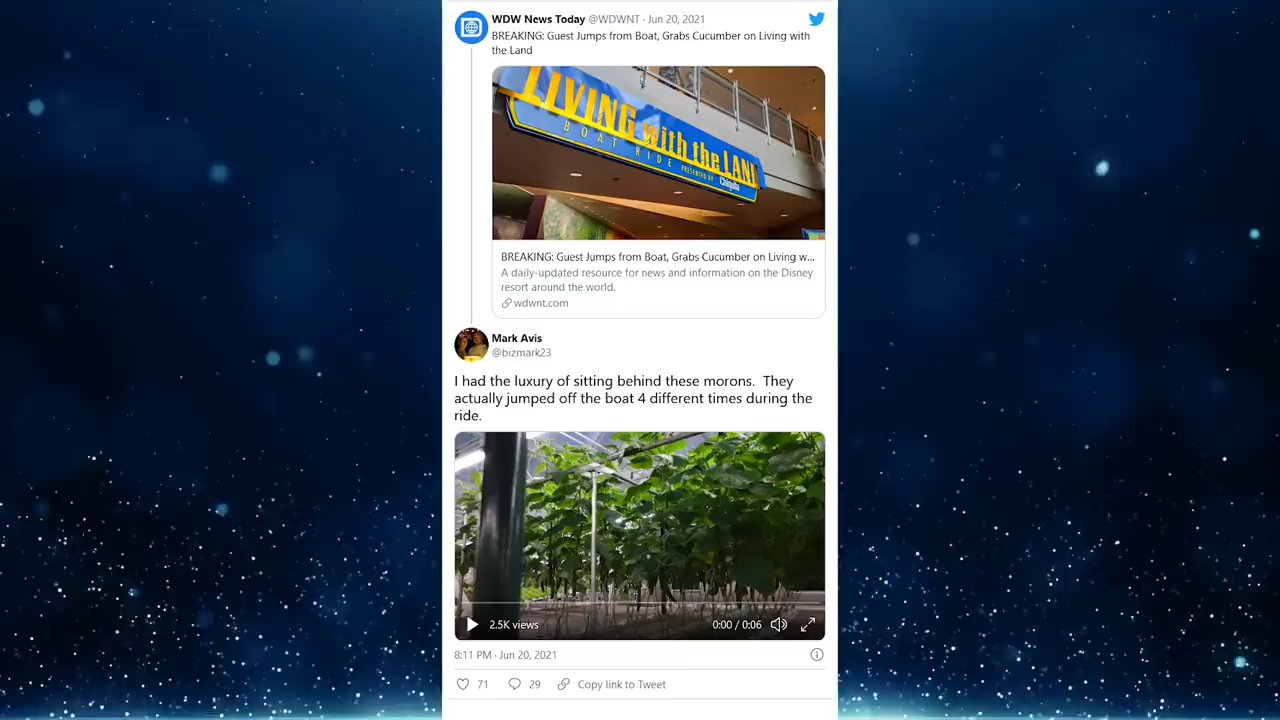 WDW News Today @WDWNT · Jun 20, 2021
BREAKING: Guest Jumps from Boat, Grabs Cucumber on Living with
the Land
LIVING with the LAND
BOAT RIDE PRESENTED BY Chiquita
BREAKING: Guest Jumps from Boat, Grabs Cucumber on Living w...
A daily-updated resource for news and information on the Disney
resort around the world.
wdwnt.com
Mark Avis
@bizmark23
I had the luxury of sitting behind these morons. They
actually jumped off the boat 4 different times during the
ride.
2.5K views 0:00 / 0:06
8:11 PM · Jun 20, 2021
71 29 Copy link to Tweet